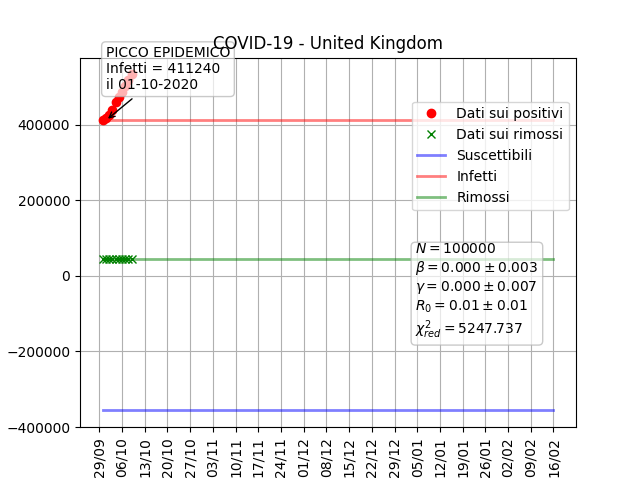 COVID-19 - United Kingdom
PICCO EPIDEMICO
Infetti = 411240
il 01-10-2020
Dati sui positivi
Dati sui rimossi
Suscettibili
Infetti
Rimossi
N = 100000
β = 0.000 ± 0.003
γ = 0.000 ± 0.007
R₀ = 0.01 ± 0.01
χ²red = 5247.737
400000
200000
0
−200000
−400000
29/09
06/10
13/10
20/10
27/10
03/11
10/11
17/11
24/11
01/12
08/12
15/12
22/12
29/12
05/01
12/01
19/01
26/01
02/02
09/02
16/02